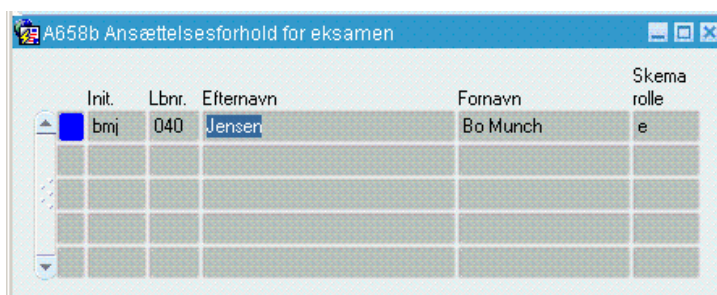 A658b Ansættelsesforhold for eksamen
Init. Lbnr. Efternavn Fornavn Skema rolle
bmj 040 Jensen Bo Munch e